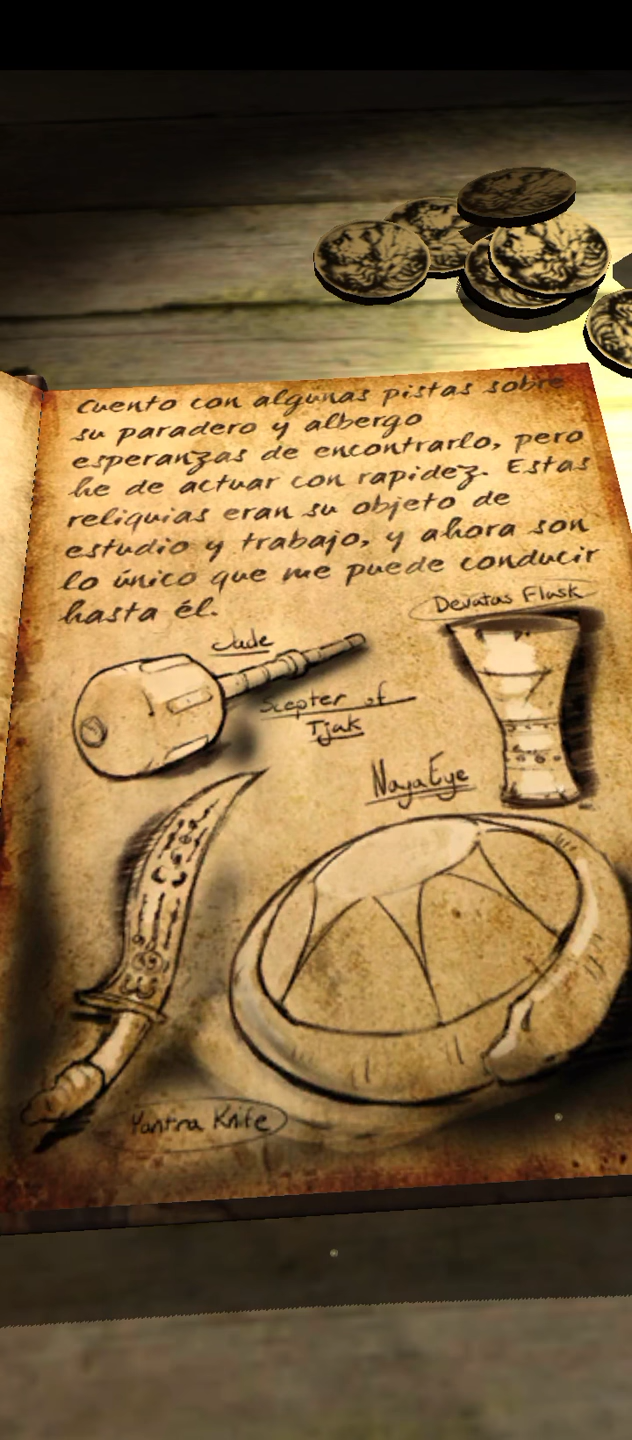 Cuento con algunas pistas sobre
su paradero y albergo
esperanzas de encontrarlo, pero
he de actuar con rapidez. Estas
reliquias eran su objeto de
estudio y trabajo, y ahora son
lo único que me puede conducir
hasta él.
Devatas Flask
Jade
Scepter of
Tjak
Naga Eye
Yantra Knife